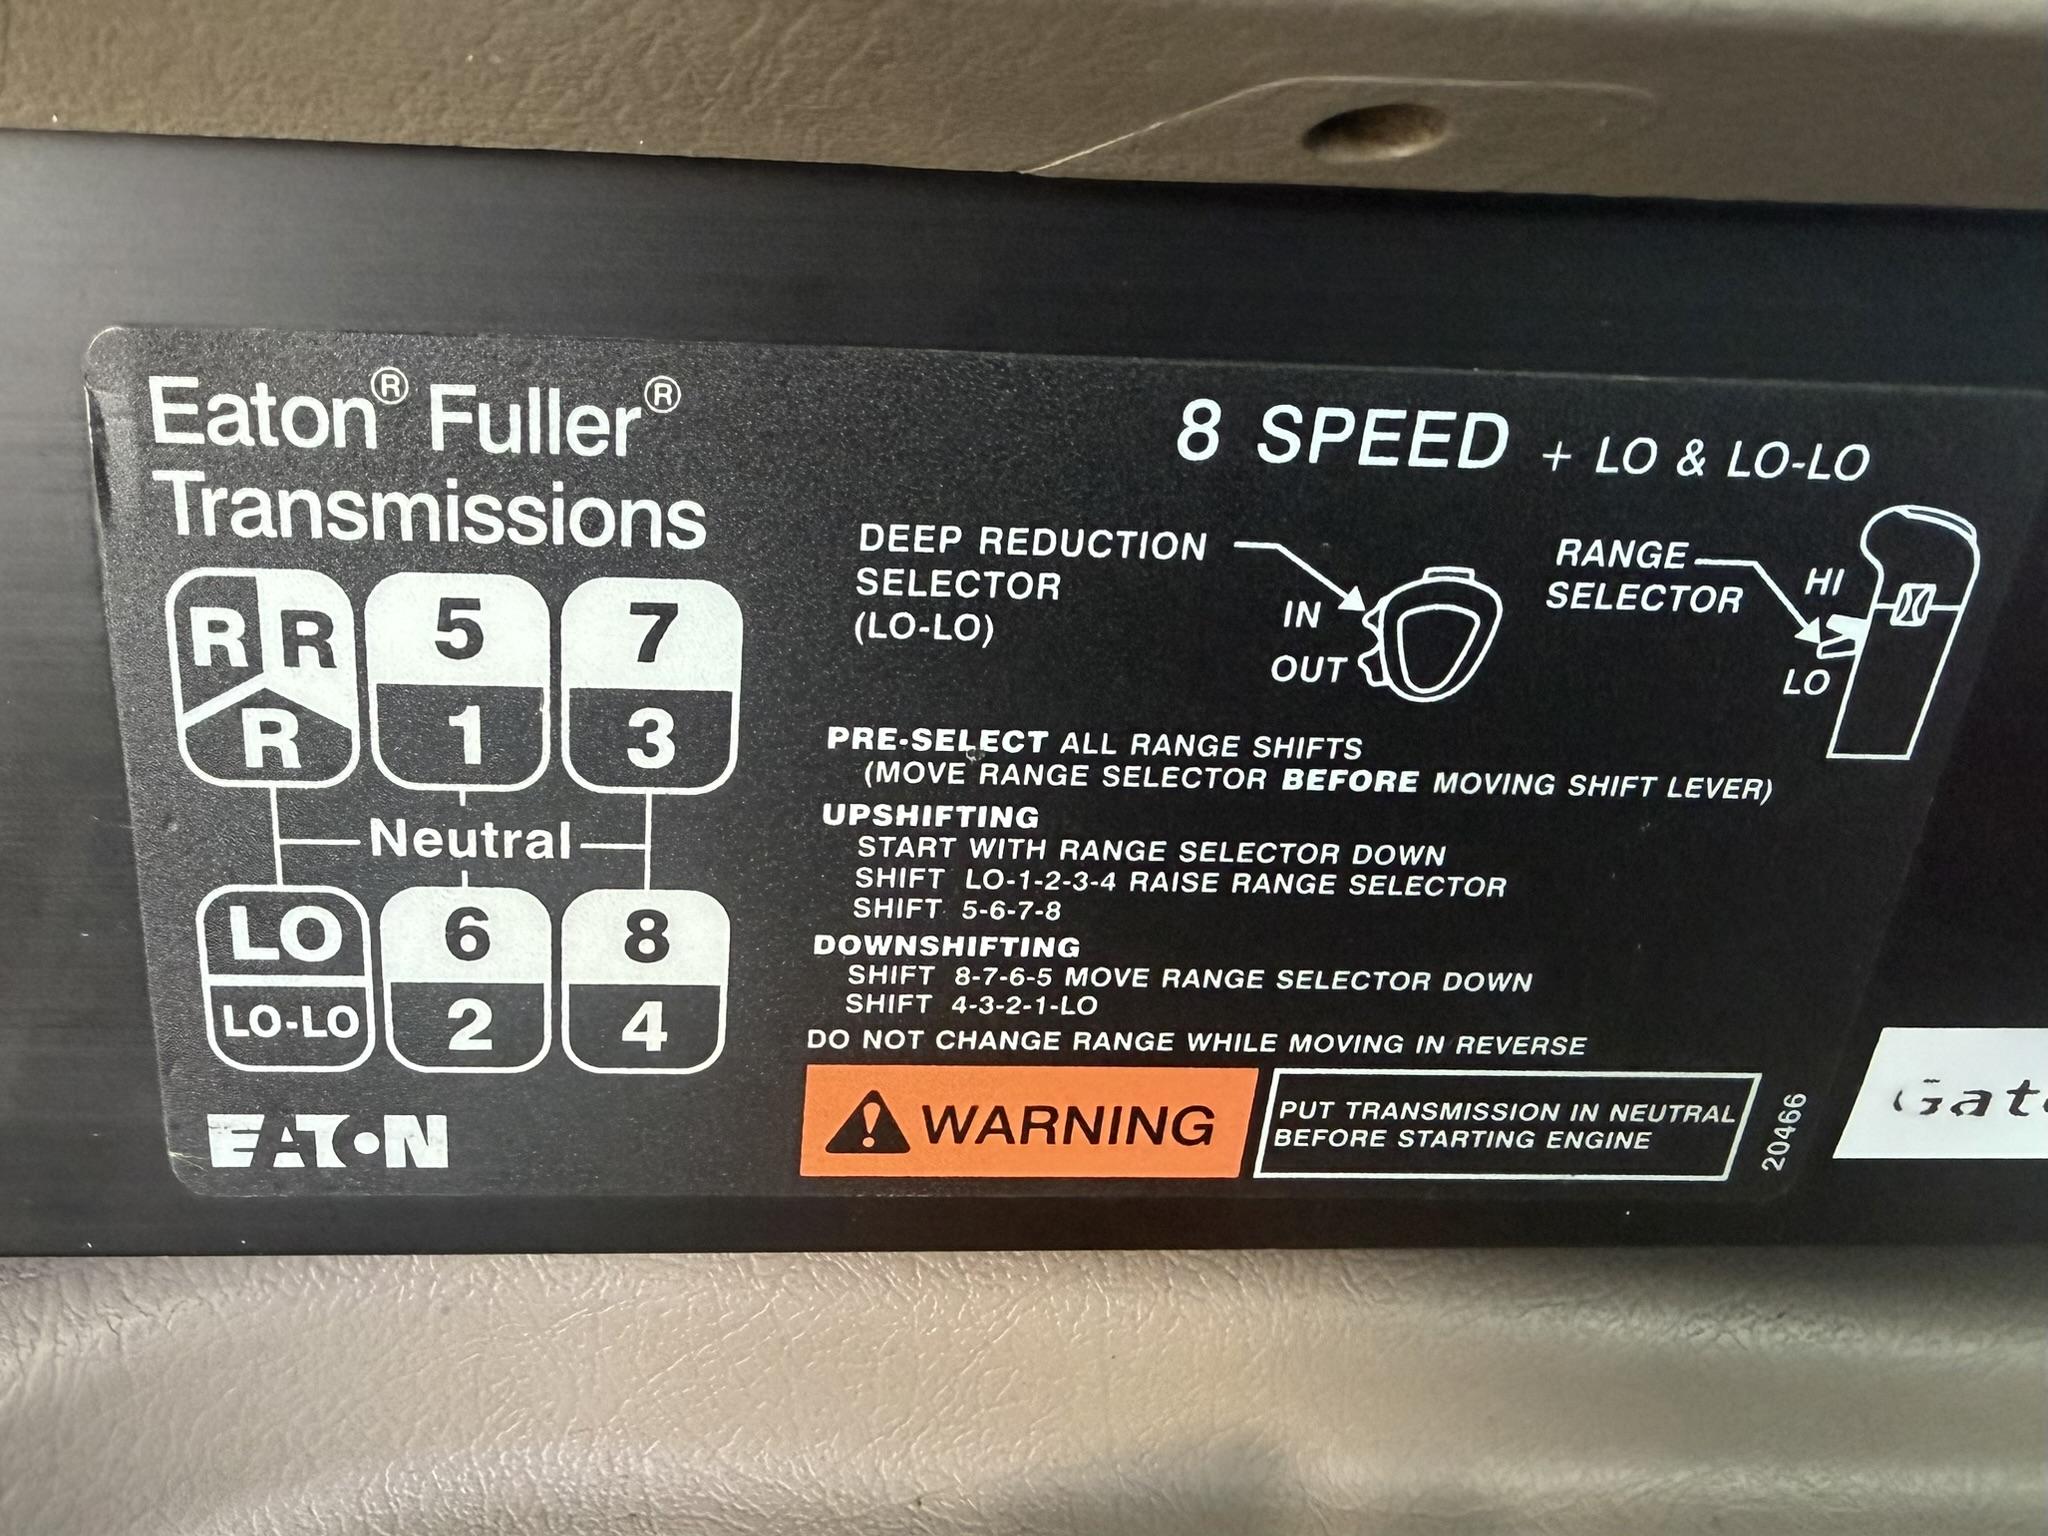 Eaton® Fuller®
Transmissions
8 SPEED + LO & LO-LO
R R
R
5
1
7
3
Neutral
LO
LO-LO
6
2
8
4
EATON
DEEP REDUCTION
SELECTOR
(LO-LO)
IN
OUT
RANGE
SELECTOR
HI
LO
PRE-SELECT ALL RANGE SHIFTS
(MOVE RANGE SELECTOR BEFORE MOVING SHIFT LEVER)
UPSHIFTING
START WITH RANGE SELECTOR DOWN
SHIFT LO-1-2-3-4 RAISE RANGE SELECTOR
SHIFT 5-6-7-8
DOWNSHIFTING
SHIFT 8-7-6-5 MOVE RANGE SELECTOR DOWN
SHIFT 4-3-2-1-LO
DO NOT CHANGE RANGE WHILE MOVING IN REVERSE
WARNING
PUT TRANSMISSION IN NEUTRAL
BEFORE STARTING ENGINE
20466